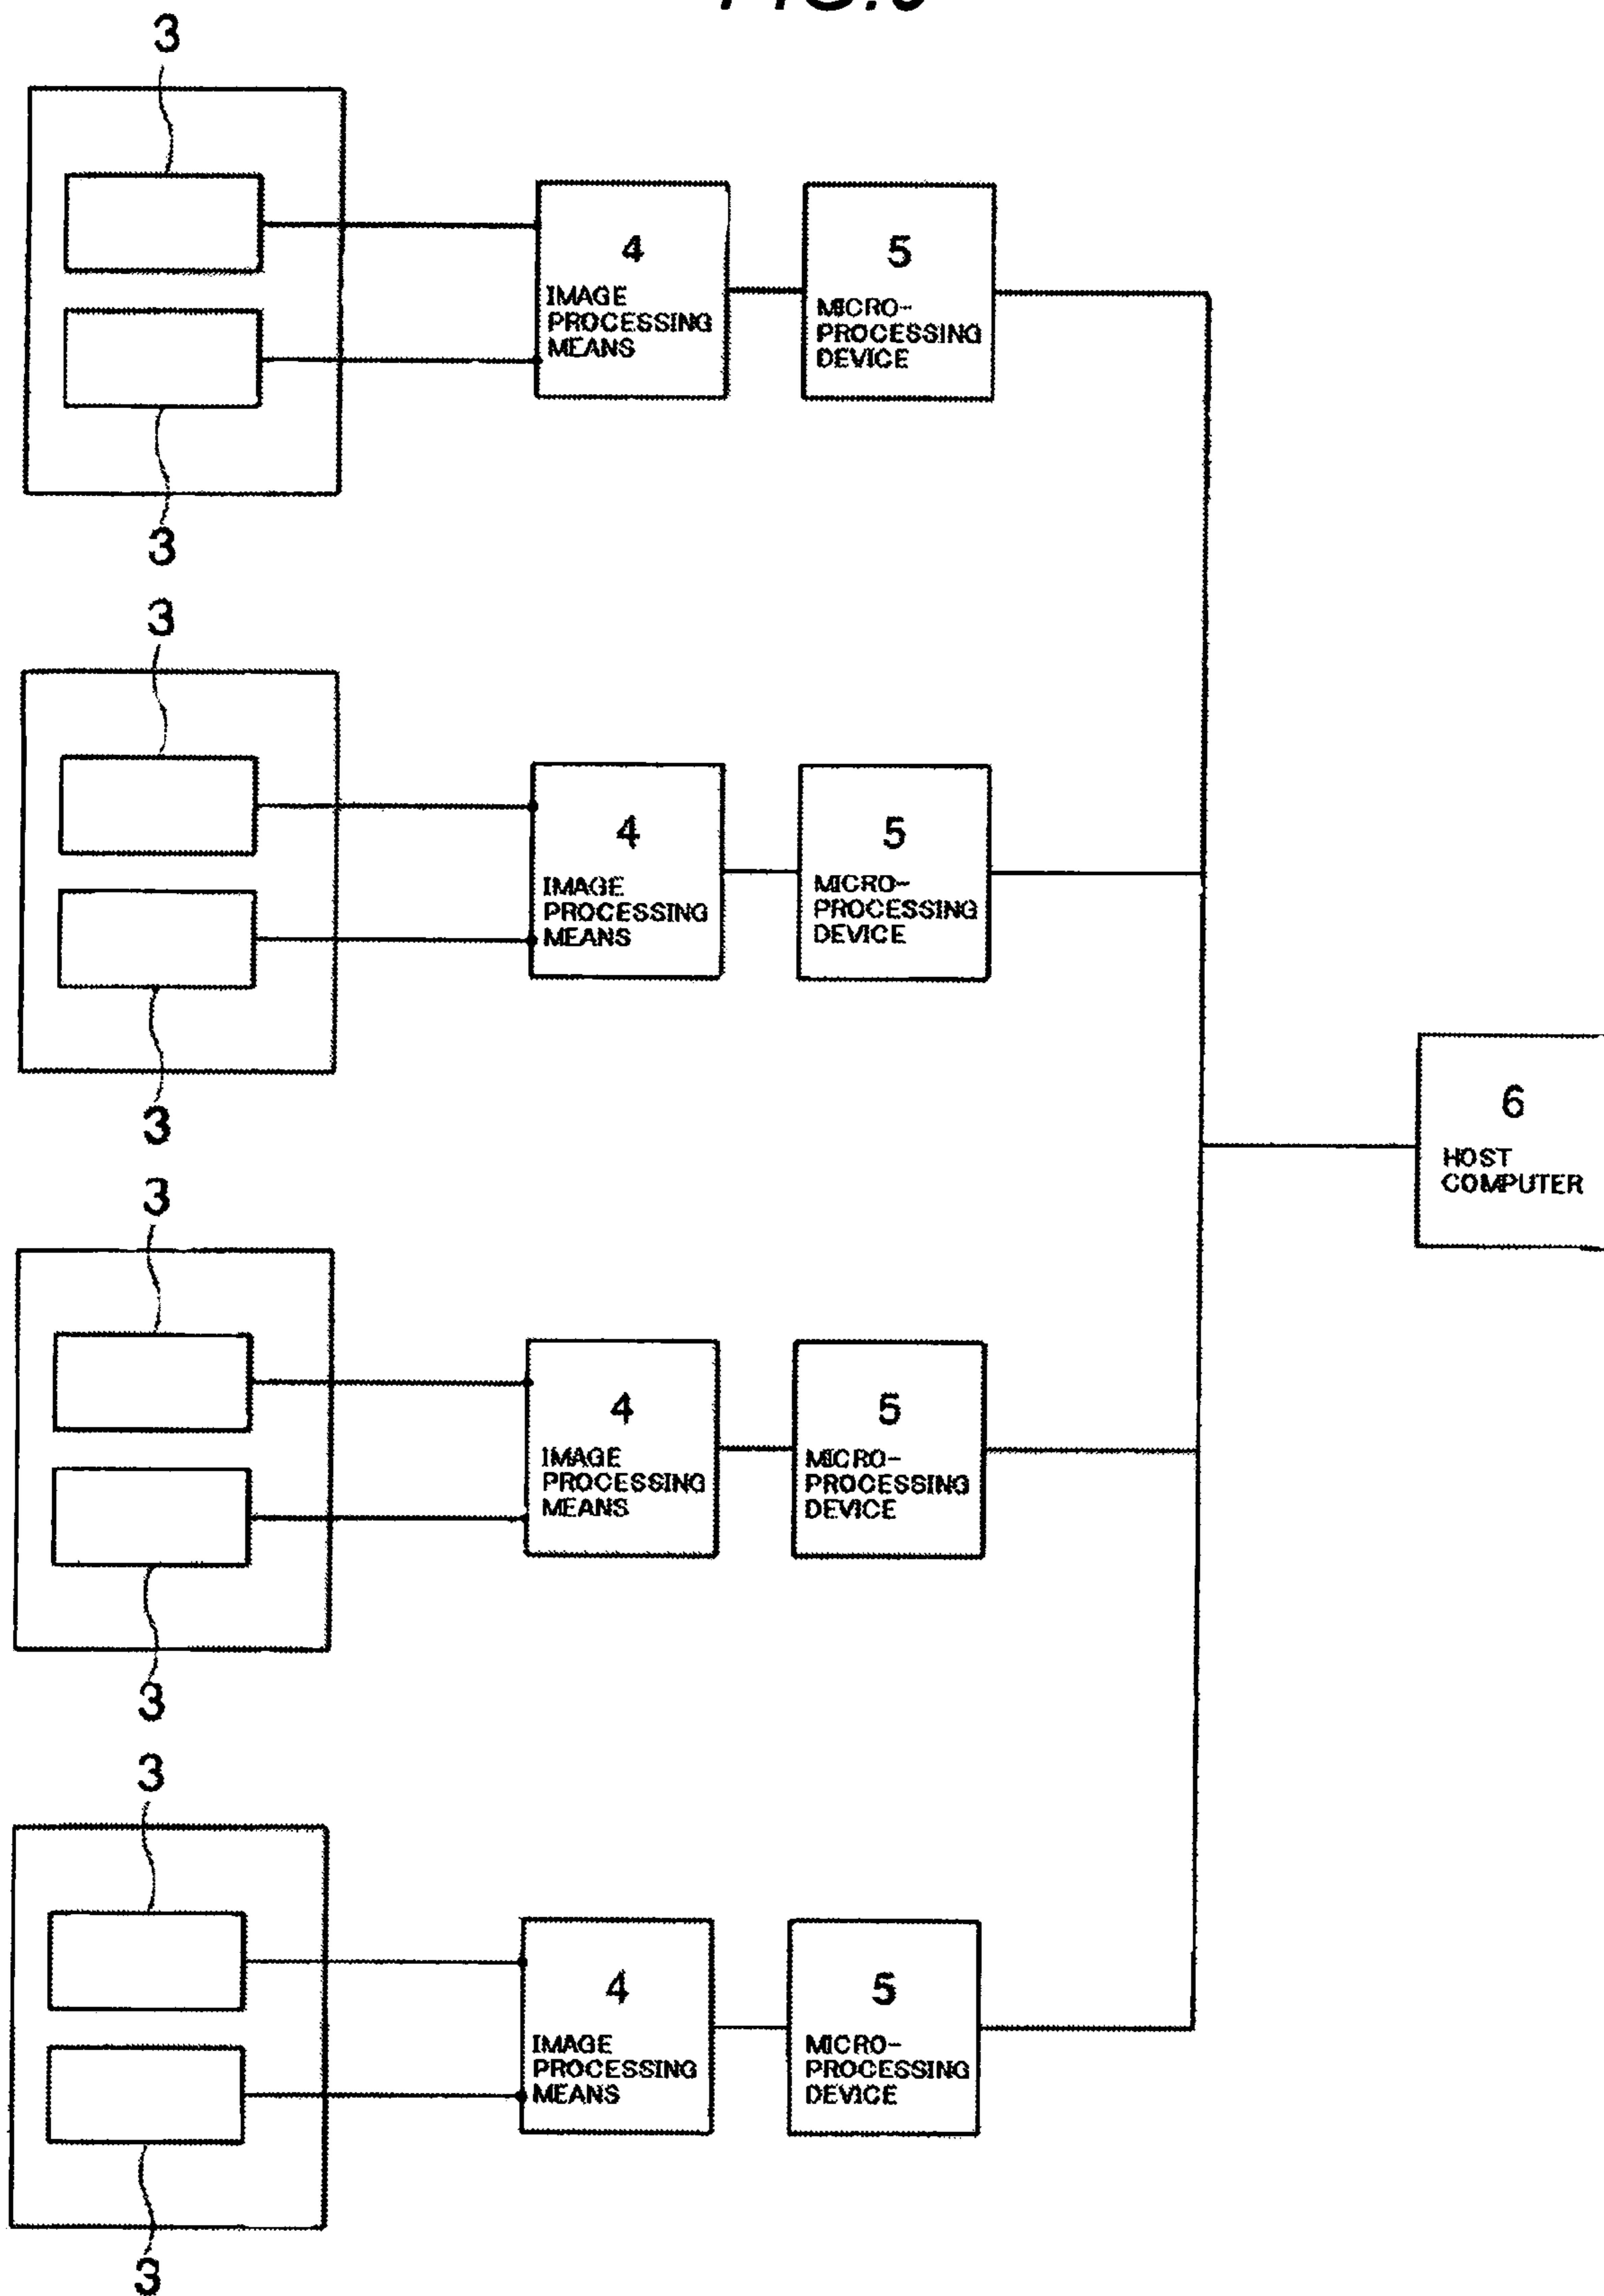 3
4
IMAGE
PROCESSING
MEANS
5
MICRO-
PROCESSING
DEVICE
3
3
4
IMAGE
PROCESSING
MEANS
5
MICRO-
PROCESSING
DEVICE
3
6
HOST
COMPUTER
3
4
IMAGE
PROCESSING
MEANS
5
MICRO-
PROCESSING
DEVICE
3
3
4
IMAGE
PROCESSING
MEANS
5
MICRO-
PROCESSING
DEVICE
3